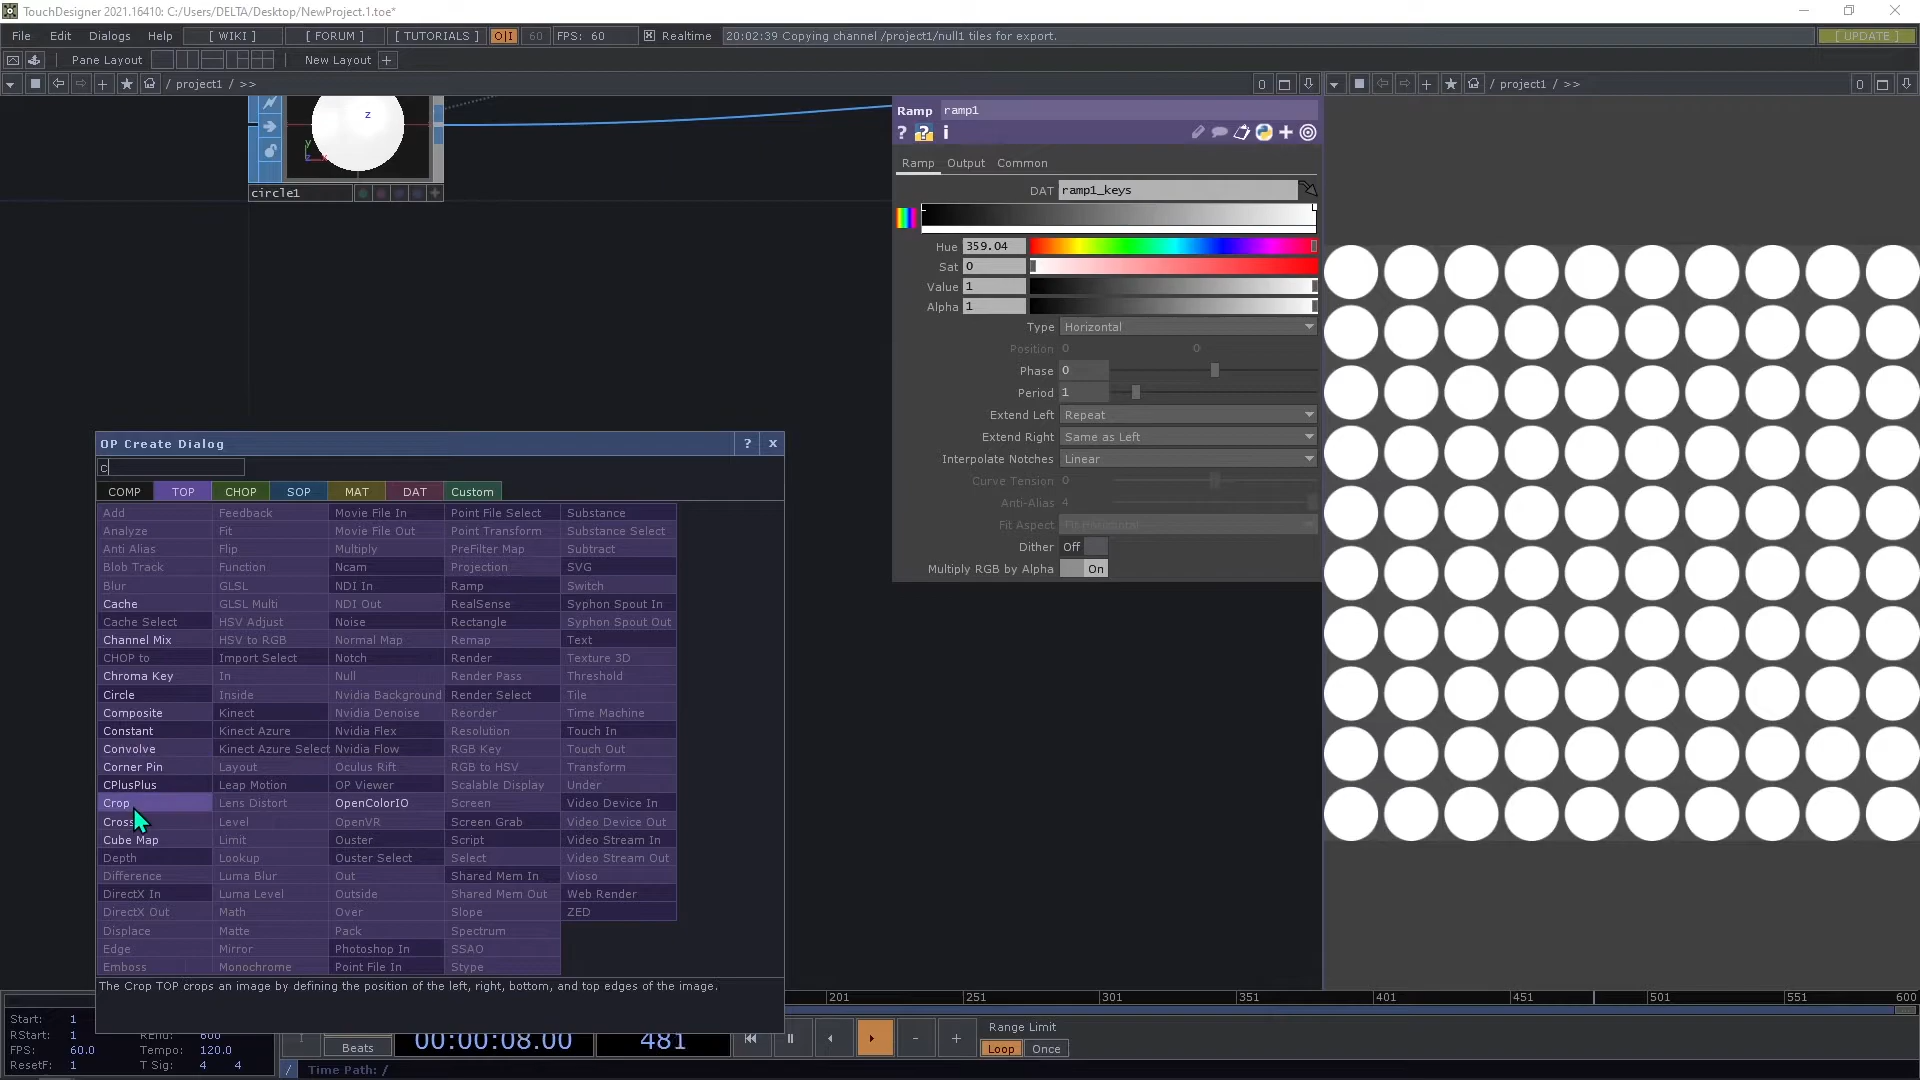 TouchDesigner 2021.16410: C:/Users/DELTA/Desktop/NewProject.1.toe*
File Edit Dialogs Help [ WIKI ] [ FORUM ] [ TUTORIALS ] O|I 60 FPS: 60 Realtime 20:02:39 Copying channel /project1/null1 tiles for export. [ UPDATE ]
Pane Layout New Layout +
/ project1 / >> 0
/ project1 / >> 0
z
y
circle1
Ramp ramp1
? ? i
Ramp Output Common
DAT ramp1_keys
Hue 359.04
Sat 0
Value 1
Alpha 1
Type Horizontal
Position 0 0
Phase 0
Period 1
Extend Left Repeat
Extend Right Same as Left
Interpolate Notches Linear
Curve Tension 0
Anti-Alias 4
Fit Aspect Fit Horizontal
Dither Off
Multiply RGB by Alpha On
OP Create Dialog ? x
c
COMP TOP CHOP SOP MAT DAT Custom
Add Feedback Movie File In Point File Select Substance
Analyze Fit Movie File Out Point Transform Substance Select
Anti Alias Flip Multiply PreFilter Map Subtract
Blob Track Function Ncam Projection SVG
Blur GLSL NDI In Ramp Switch
Cache GLSL Multi NDI Out RealSense Syphon Spout In
Cache Select HSV Adjust Noise Rectangle Syphon Spout Out
Channel Mix HSV to RGB Normal Map Remap Text
CHOP to Import Select Notch Render Texture 3D
Chroma Key In Null Render Pass Threshold
Circle Inside Nvidia Background Render Select Tile
Composite Kinect Nvidia Denoise Reorder Time Machine
Constant Kinect Azure Nvidia Flex Resolution Touch In
Convolve Kinect Azure Select Nvidia Flow RGB Key Touch Out
Corner Pin Layout Oculus Rift RGB to HSV Transform
CPlusPlus Leap Motion OP Viewer Scalable Display Under
Crop Lens Distort OpenColorIO Screen Video Device In
Cross Level OpenVR Screen Grab Video Device Out
Cube Map Limit Ouster Script Video Stream In
Depth Lookup Ouster Select Select Video Stream Out
Difference Luma Blur Out Shared Mem In Vioso
DirectX In Luma Level Outside Shared Mem Out Web Render
DirectX Out Math Over Slope ZED
Displace Matte Pack Spectrum
Edge Mirror Photoshop In SSAO
Emboss Monochrome Point File In Stype
The Crop TOP crops an image by defining the position of the left, right, bottom, and top edges of the image.
201 251 301 351 401 451 501 551 600
Start: 1
RStart: 1 REnd: 600
FPS: 60.0 Tempo: 120.0
ResetF: 1 T Sig: 4 4
Beats 00:00:08.00 481
- +
Range Limit
Loop Once
/ Time Path: /